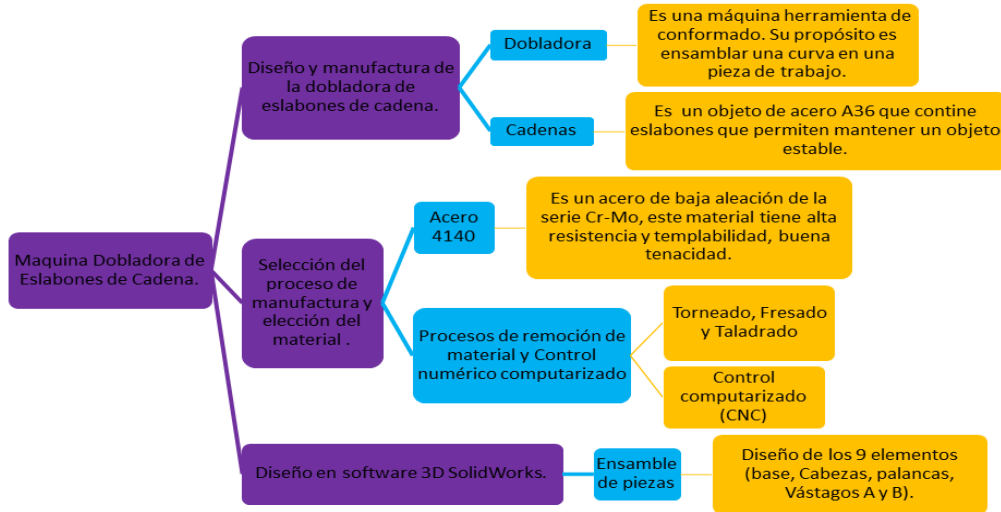 Maquina Dobladora de
Eslabones de Cadena.
Diseño y manufactura de
la dobladora de
eslabones de cadena.
Dobladora
Es una máquina herramienta de
conformado. Su propósito es
ensamblar una curva en una
pieza de trabajo.
Cadenas
Es un objeto de acero A36 que contine
eslabones que permiten mantener un objeto
estable.
Selección del
proceso de
manufactura y
elección del
material .
Acero
4140
Es un acero de baja aleación de la
serie Cr-Mo, este material tiene alta
resistencia y templabilidad, buena
tenacidad.
Procesos de remoción de
material y Control
numérico computarizado
Torneado, Fresado
y Taladrado
Control
computarizado
(CNC)
Diseño en software 3D SolidWorks.
Ensamble
de piezas
Diseño de los 9 elementos
(base, Cabezas, palancas,
Vástagos A y B).